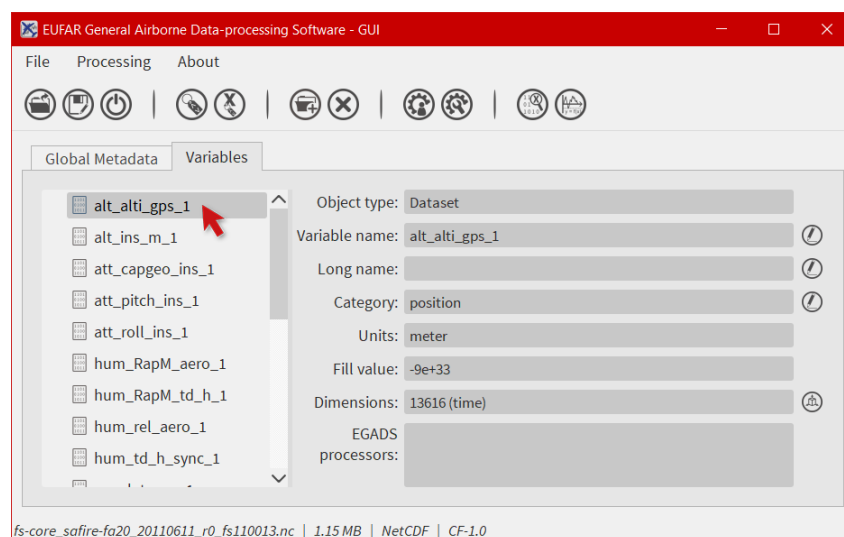 EUFAR General Airborne Data-processing Software - GUI
File Processing About
Global Metadata Variables
alt_alti_gps_1
alt_ins_m_1
att_capgeo_ins_1
att_pitch_ins_1
att_roll_ins_1
hum_RapM_aero_1
hum_RapM_td_h_1
hum_rel_aero_1
hum_td_h_sync_1
Object type: Dataset
Variable name: alt_alti_gps_1
Long name:
Category: position
Units: meter
Fill value: -9e+33
Dimensions: 13616 (time)
EGADS
processors:
fs-core_safire-fa20_20110611_r0_fs110013.nc | 1.15 MB | NetCDF | CF-1.0